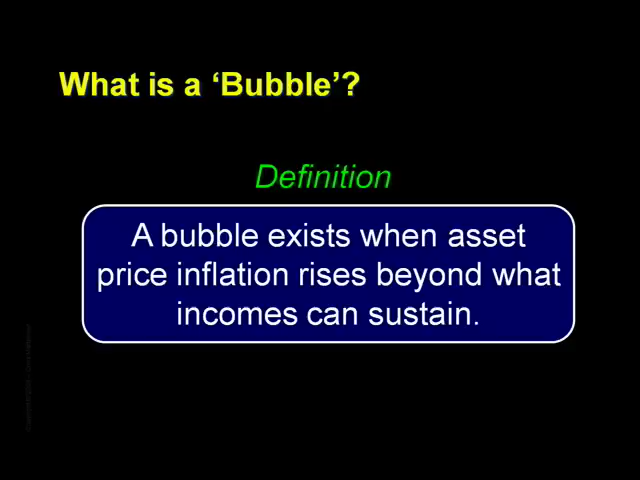 What is a ‘Bubble’?
Definition
A bubble exists when asset
price inflation rises beyond what
incomes can sustain.